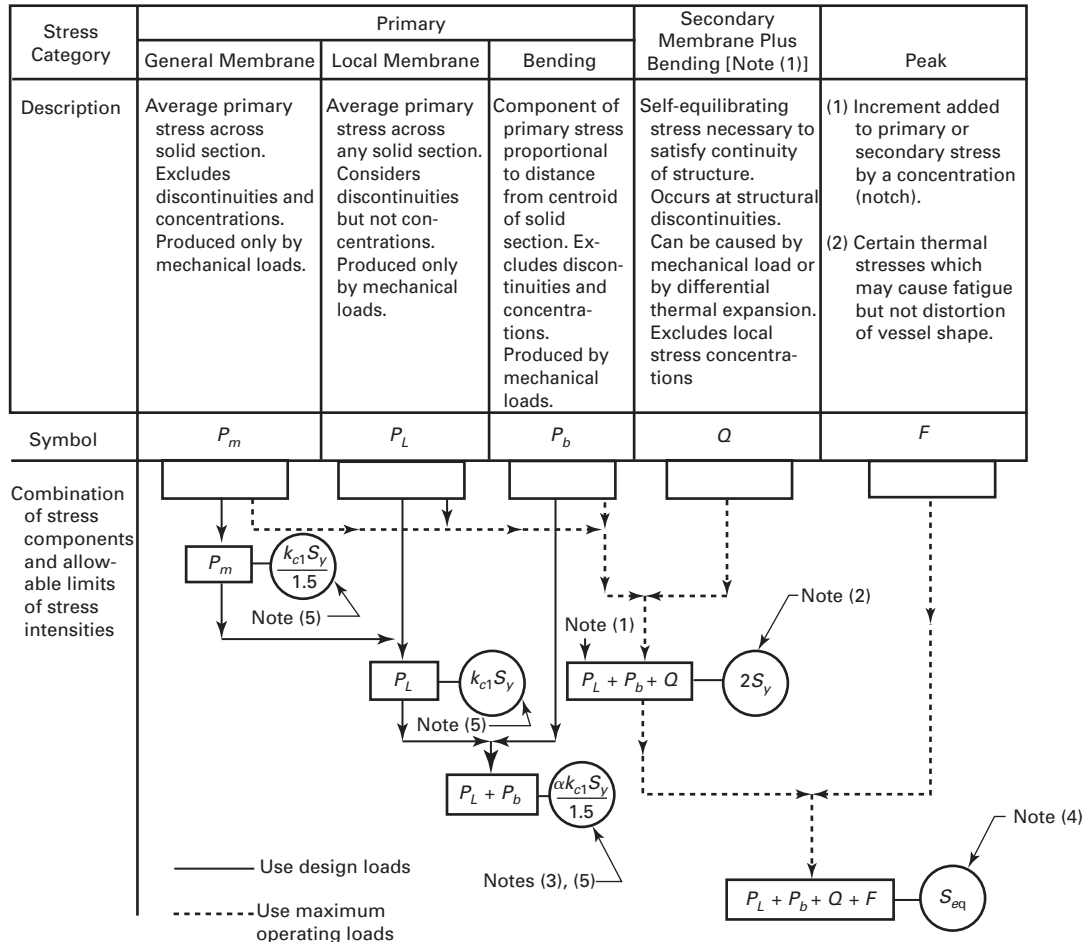 Stress
Category
Primary
General Membrane
Local Membrane
Bending
Secondary
Membrane Plus
Bending [Note (1)]
Peak
Description
Average primary
stress across
solid section.
Excludes
discontinuities and
concentrations.
Produced only by
mechanical loads.
Average primary
stress across
any solid section.
Considers
discontinuities
but not con-
centrations.
Produced only
by mechanical
loads.
Component of
primary stress
proportional
to distance
from centroid
of solid
section. Ex-
cludes discon-
tinuities and
concentra-
tions.
Produced by
mechanical
loads.
Self-equilibrating
stress necessary to
satisfy continuity
of structure.
Occurs at structural
discontinuities.
Can be caused by
mechanical load or
by differential
thermal expansion.
Excludes local
stress concentra-
tions
(1) Increment added
to primary or
secondary stress
by a concentration
(notch).
(2) Certain thermal
stresses which
may cause fatigue
but not distortion
of vessel shape.
Symbol
P_m
P_L
P_b
Q
F
Combination
of stress
components
and allow-
able limits
of stress
intensities
P_m
k_c1 S_y
1.5
Note (5)
P_L
k_c1 S_y
Note (5)
P_L + P_b
αk_c1 S_y
1.5
Notes (3), (5)
Note (1)
P_L + P_b + Q
2S_y
Note (2)
P_L + P_b + Q + F
S_eq
Note (4)
Use design loads
Use maximum
operating loads